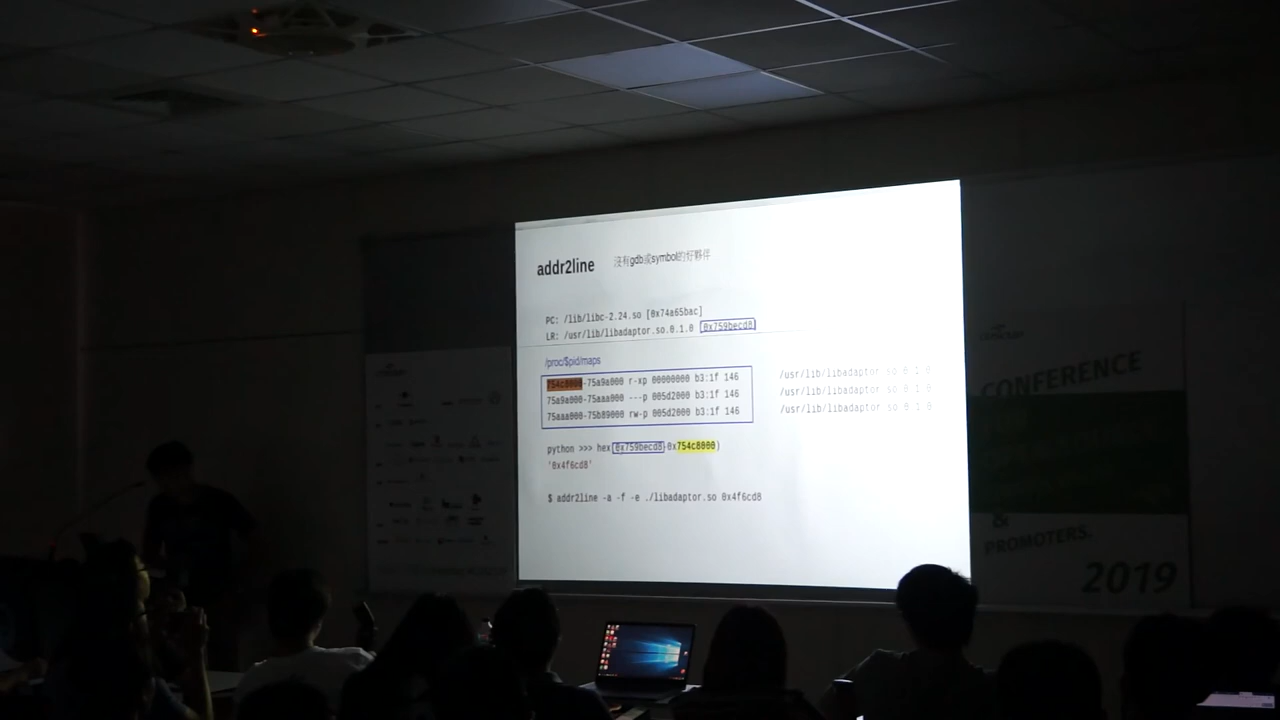 addr2line
沒有gdb或symbol的好夥伴
PC: /lib/libc-2.24.so [0x74a65bac]
LR: /usr/lib/libadaptor.so.0.1.0 [0x759becd8]
/proc/$pid/maps
754c8000-75a9a000 r-xp 00000000 b3:1f 146 /usr/lib/libadaptor.so.0.1.0
75a9a000-75aaa000 ---p 005d2000 b3:1f 146 /usr/lib/libadaptor.so.0.1.0
75aaa000-75b89000 rw-p 005d2000 b3:1f 146 /usr/lib/libadaptor.so.0.1.0
python >>> hex(0x759becd8-0x754c8000)
'0x4f6cd8'
$ addr2line -a -f -e ./libadaptor.so 0x4f6cd8
CONFERENCE
&
PROMOTERS.
2019